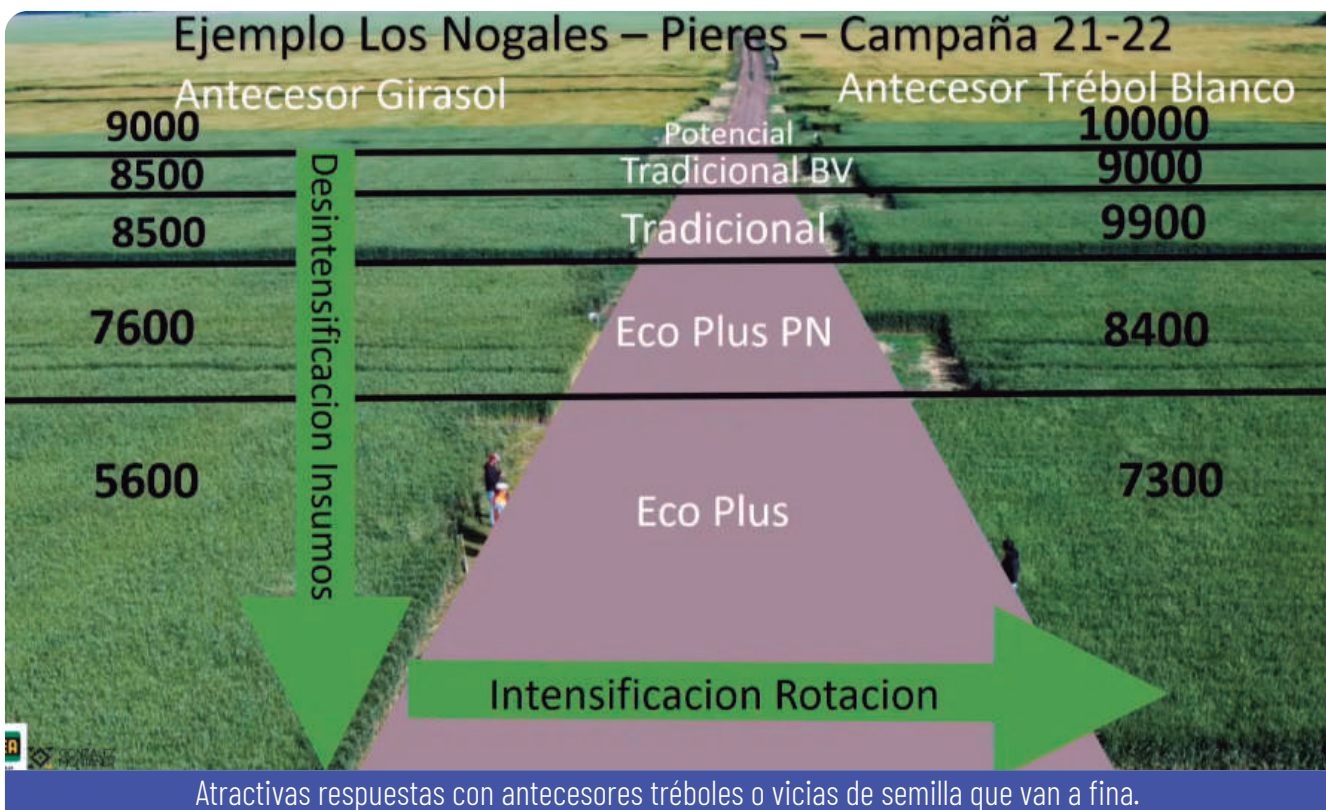 Ejemplo Los Nogales – Pieres – Campaña 21-22
Antecesor Girasol
Antecesor Trébol Blanco
9000
Potencial
10000
8500
Tradicional BV
9000
8500
Tradicional
9900
7600
Eco Plus PN
8400
5600
Eco Plus
7300
Desintensificacion Insumos
Intensificacion Rotacion
GONZALEZ
MONTANER
Atractivas respuestas con antecesores tréboles o vicias de semilla que van a fina.